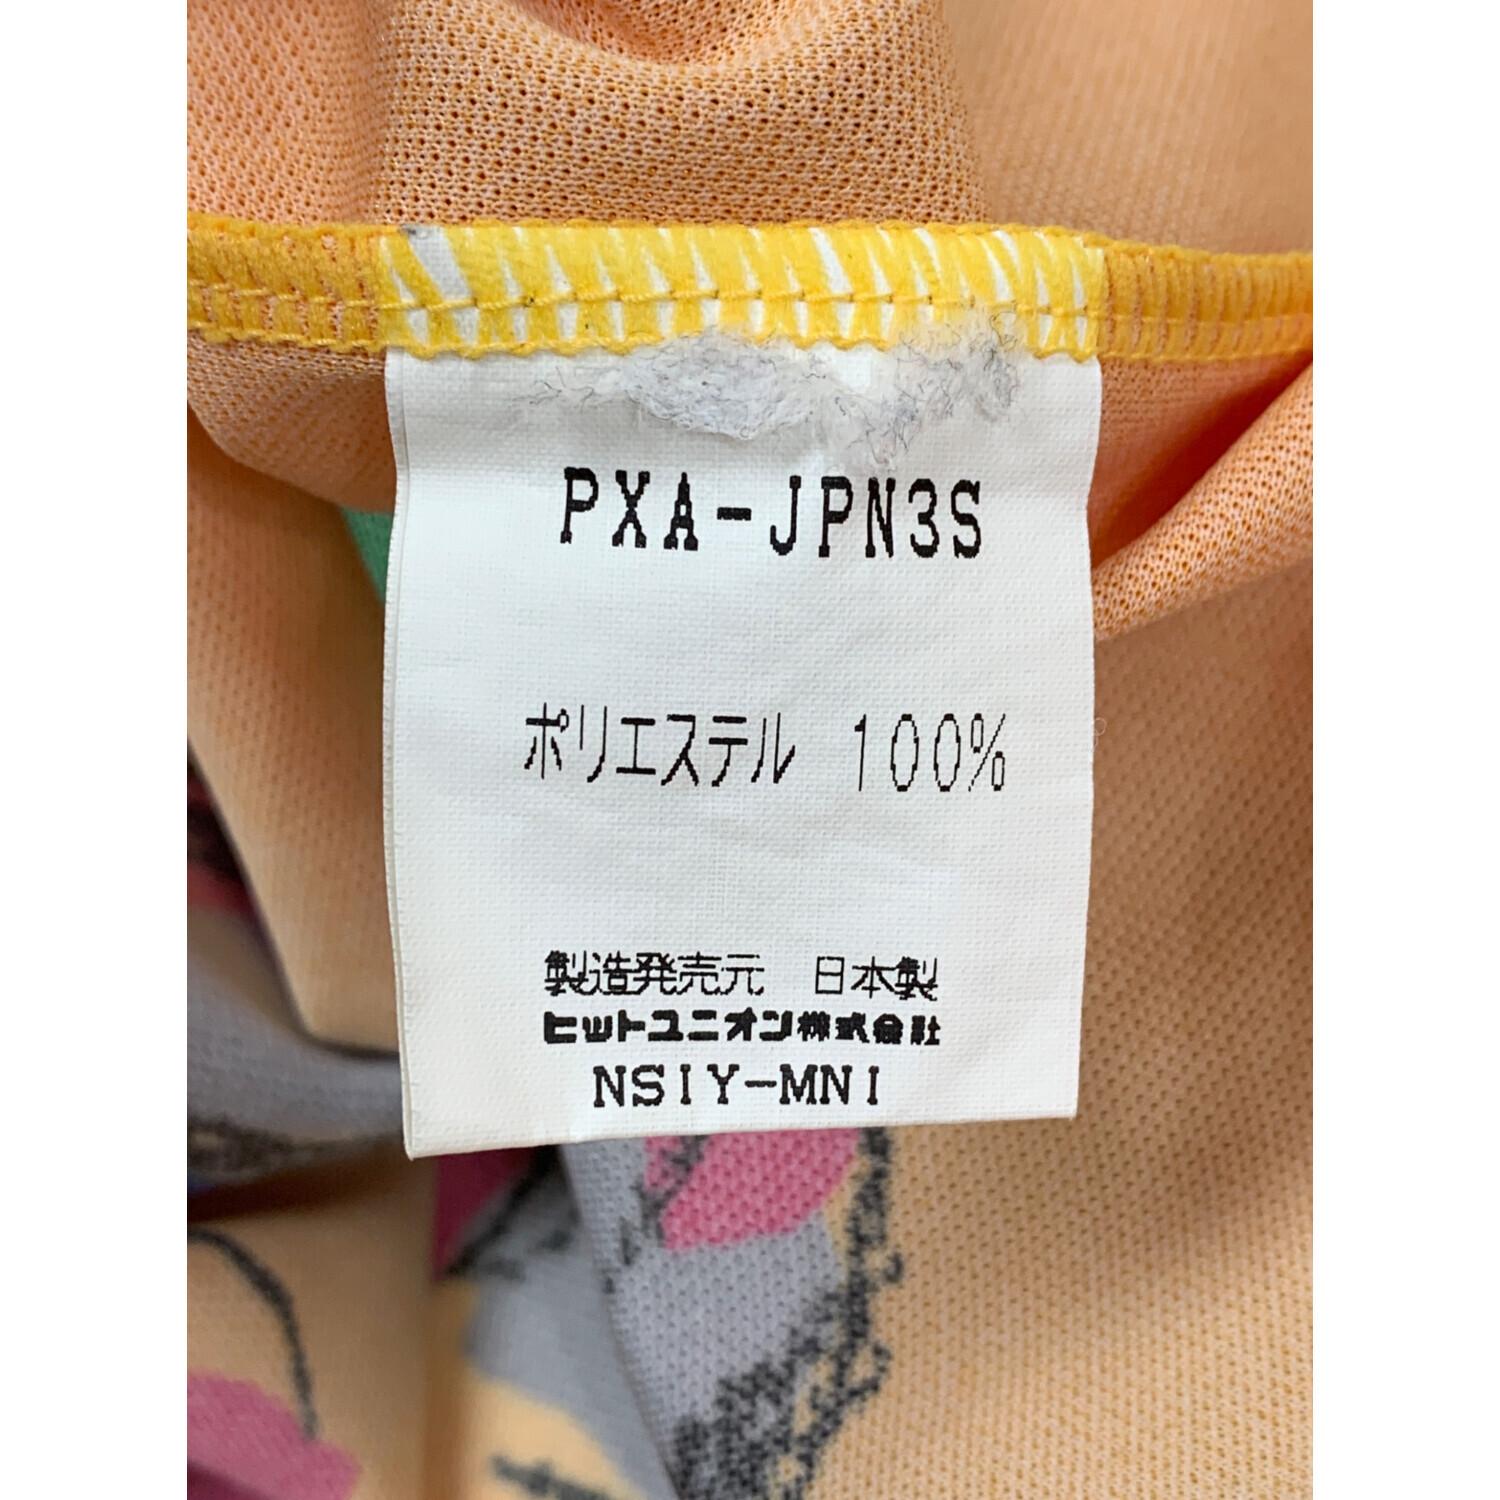 PXA-JPN3S
ポリエステル 100%
製造発売元 日本製
ヒットユニオン株式会社
NSIY-MNI